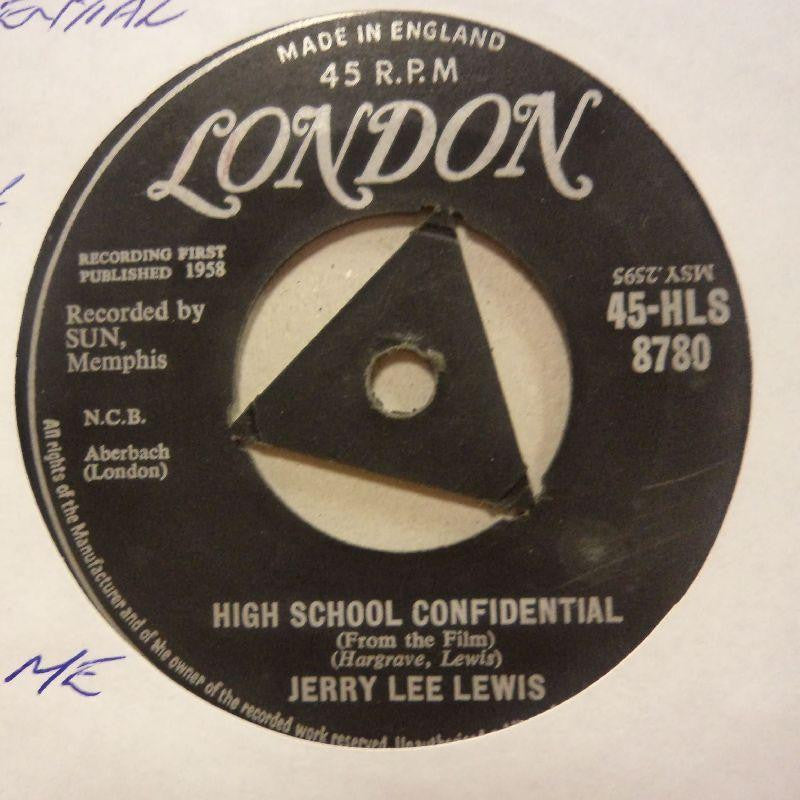 MADE IN ENGLAND
45 R.P.M
LONDON
RECORDING FIRST
PUBLISHED 1958
Recorded by
SUN,
Memphis
N.C.B.
Aberbach
(London)
MSY.2595
45-HLS
8780
HIGH SCHOOL CONFIDENTIAL
(From the Film)
(Hargrave, Lewis)
JERRY LEE LEWIS
All rights of the Manufacturer and of the owner of the recorded work reserved.
ME